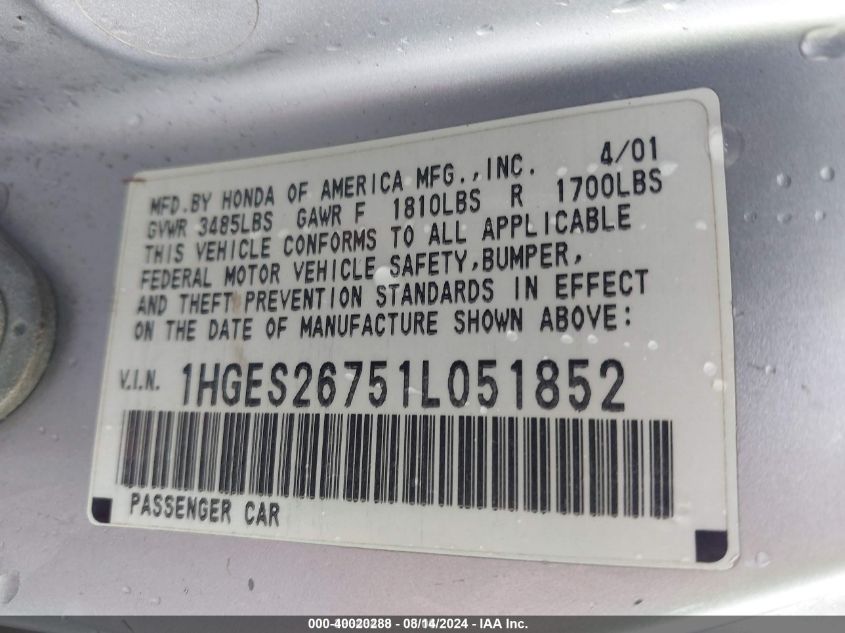 4/01
MFD.BY HONDA OF AMERICA MFG.,INC.
GVWR 3485LBS GAWR F 1810LBS R 1700LBS
THIS VEHICLE CONFORMS TO ALL APPLICABLE
FEDERAL MOTOR VEHICLE SAFETY,BUMPER,
AND THEFT PREVENTION STANDARDS IN EFFECT
ON THE DATE OF MANUFACTURE SHOWN ABOVE:
V.I.N. 1HGES26751L051852
PASSENGER CAR
000-40020288 - 08/14/2024 - IAA Inc.